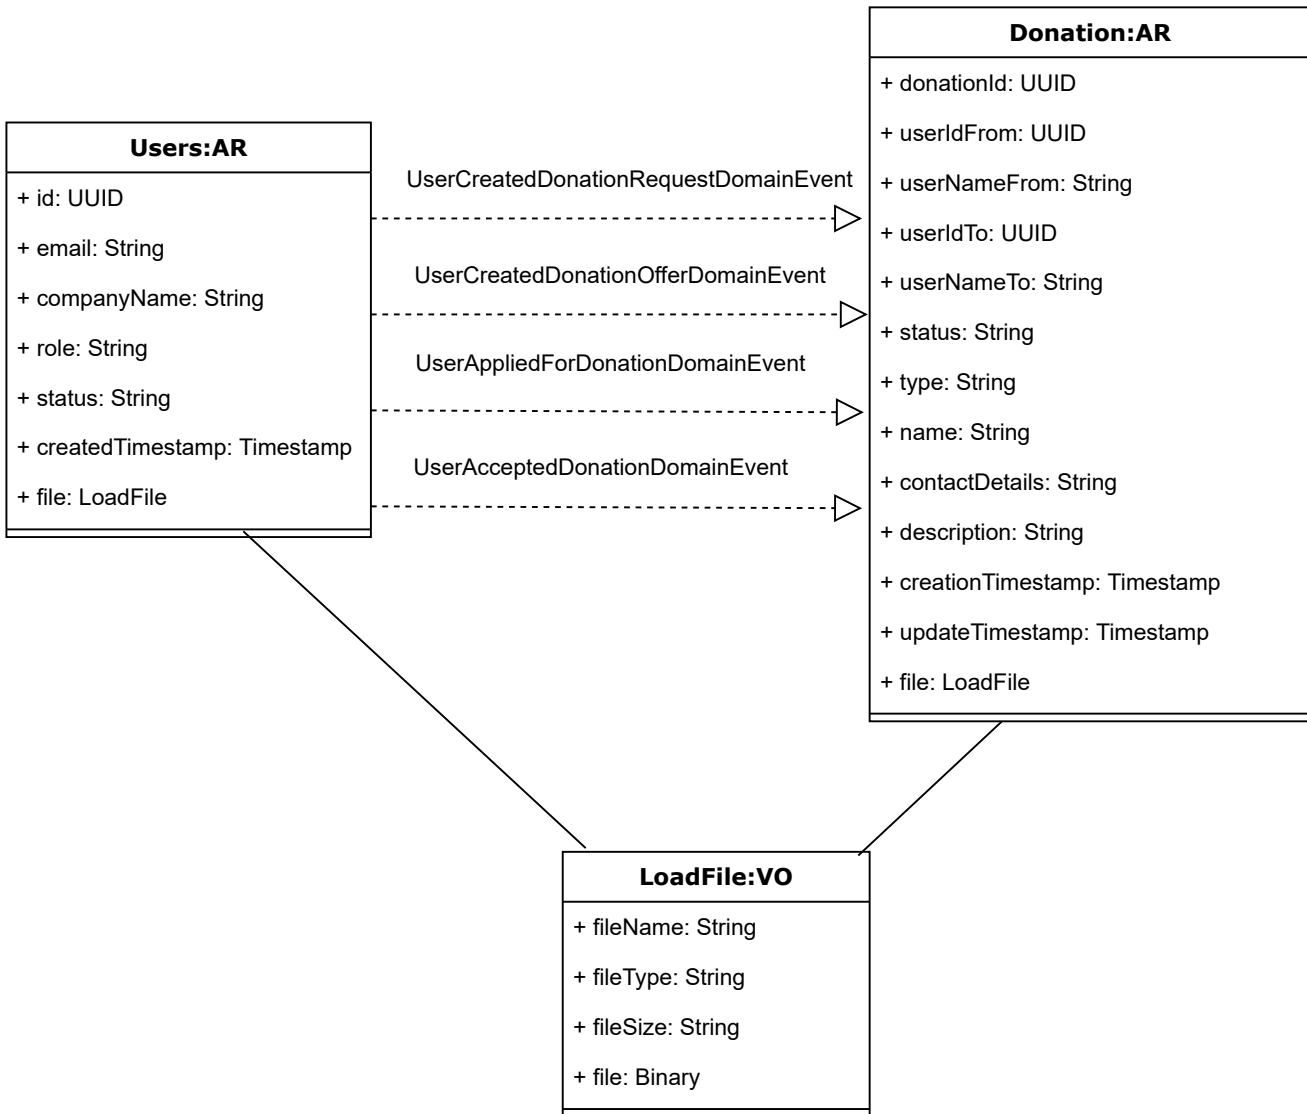 Users:AR
+ id: UUID
+ email: String
+ companyName: String
+ role: String
+ status: String
+ createdTimestamp: Timestamp
+ file: LoadFile
UserCreatedDonationRequestDomainEvent
UserCreatedDonationOfferDomainEvent
UserAppliedForDonationDomainEvent
UserAcceptedDonationDomainEvent
Donation:AR
+ donationId: UUID
+ userIdFrom: UUID
+ userNameFrom: String
+ userIdTo: UUID
+ userNameTo: String
+ status: String
+ type: String
+ name: String
+ contactDetails: String
+ description: String
+ creationTimestamp: Timestamp
+ updateTimestamp: Timestamp
+ file: LoadFile
LoadFile:VO
+ fileName: String
+ fileType: String
+ fileSize: String
+ file: Binary